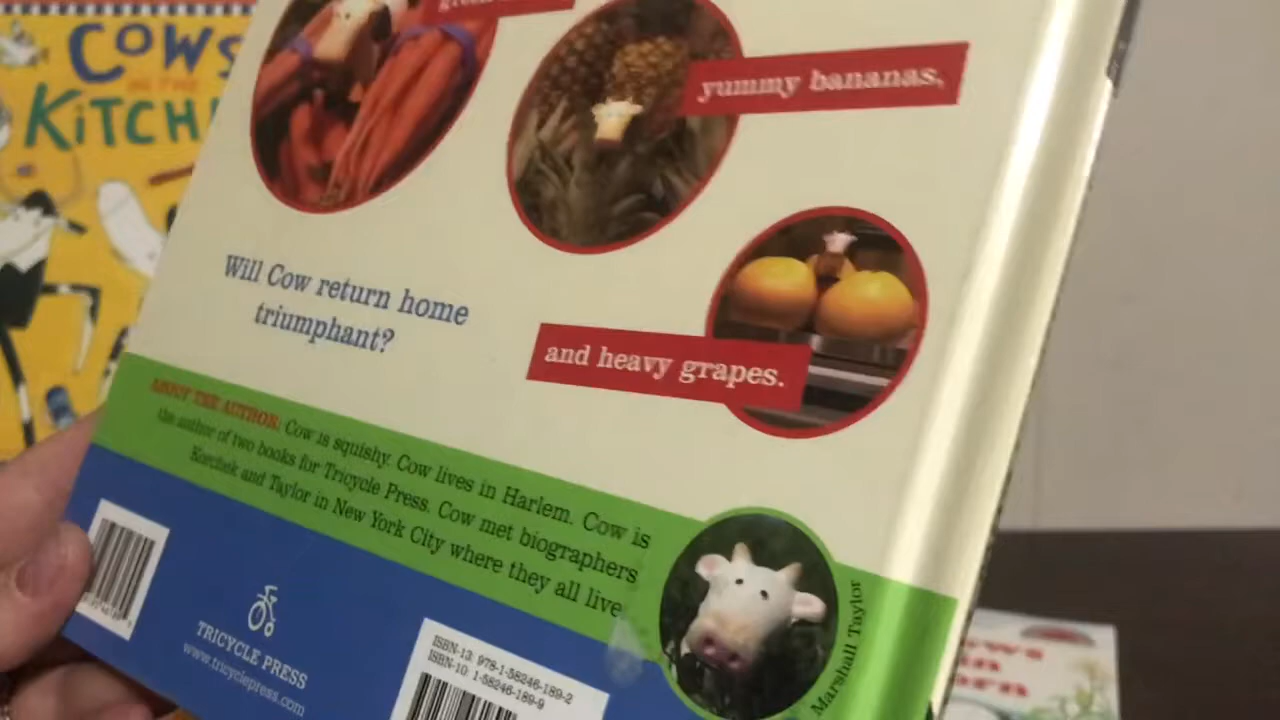 COWS
IN THE
KITCH
yummy bananas,
Will Cow return home
triumphant?
and heavy grapes.
ABOUT THE AUTHOR: Cow is squishy. Cow lives in Harlem. Cow is
the author of two books for Tricycle Press. Cow met biographers
Korchek and Taylor in New York City where they all live
Marshall Taylor
TRICYCLE PRESS
www.tricyclepress.com
ISBN-13: 978-1-58246-189-2
ISBN-10: 1-58246-189-9